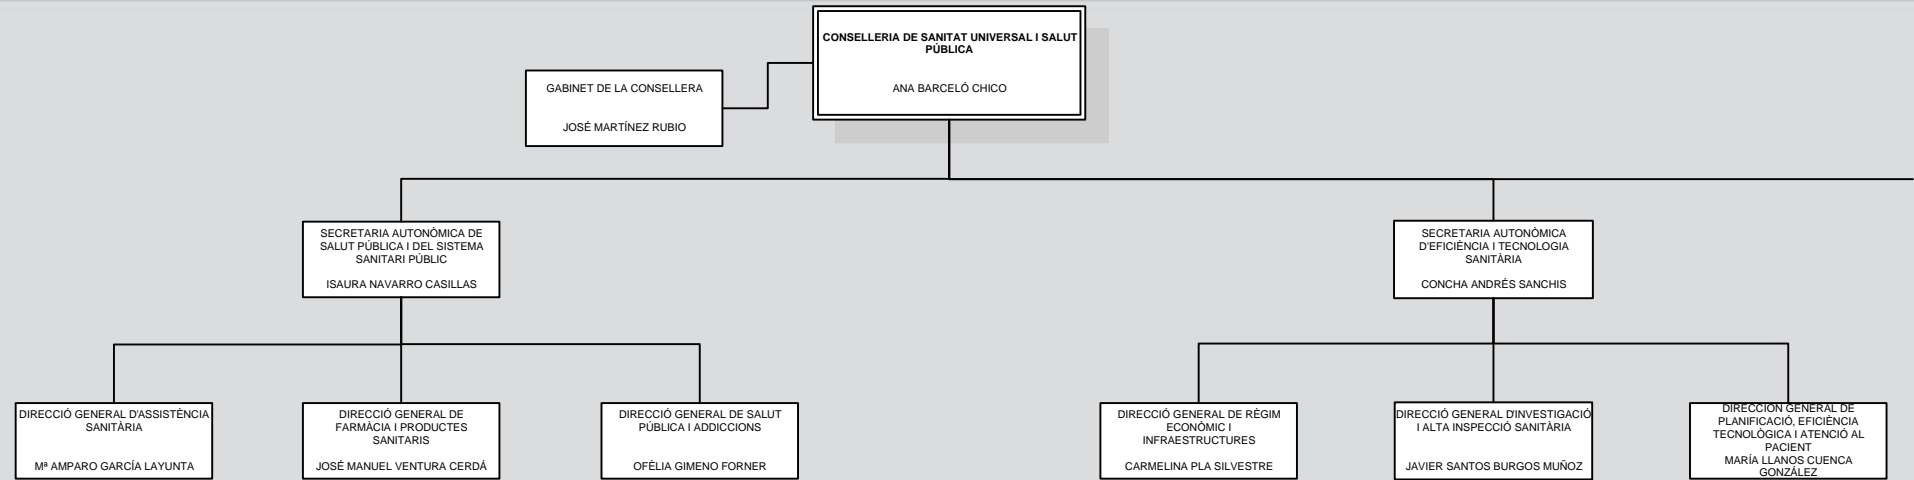 CONSELLERIA DE SANITAT UNIVERSAL I SALUT
PÚBLICA
ANA BARCELÓ CHICO
GABINET DE LA CONSELLERA
JOSÉ MARTÍNEZ RUBIO
SECRETARIA AUTONÒMICA DE
SALUT PÚBLICA I DEL SISTEMA
SANITARI PÚBLIC
ISAURA NAVARRO CASILLAS
SECRETARIA AUTONÒMICA
D'EFICIÈNCIA I TECNOLOGIA
SANITÀRIA
CONCHA ANDRÉS SANCHIS
DIRECCIÓ GENERAL D'ASSISTÈNCIA
SANITÀRIA
Mª AMPARO GARCÍA LAYUNTA
DIRECCIÓ GENERAL DE
FARMÀCIA I PRODUCTES
SANITARIS
JOSÉ MANUEL VENTURA CERDÁ
DIRECCIÓ GENERAL DE SALUT
PÚBLICA I ADDICCIONS
OFÈLIA GIMENO FORNER
DIRECCIÓ GENERAL DE RÈGIM
ECONÒMIC I
INFRAESTRUCTURES
CARMELINA PLA SILVESTRE
DIRECCIÓ GENERAL D'INVESTIGACIÓ
I ALTA INSPECCIÓ SANITÀRIA
JAVIER SANTOS BURGOS MUÑOZ
DIRECCIÓN GENERAL DE
PLANIFICACIÓ, EFICIÈNCIA
TECNOLÒGICA I ATENCIÓ AL
PACIENT
MARÍA LLANOS CUENCA
GONZÁLEZ